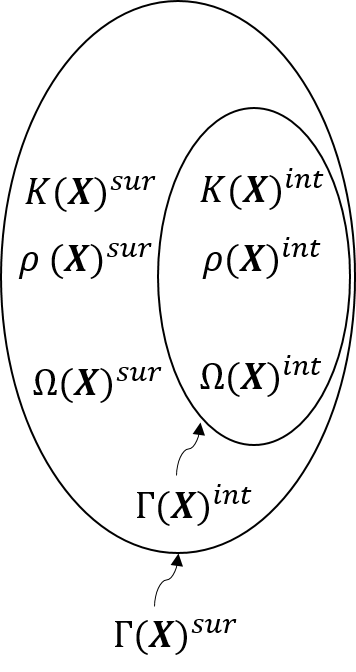 K(X)^sur K(X)^int
ρ (X)^sur ρ(X)^int
Ω(X)^sur Ω(X)^int
Γ(X)^int
Γ(X)^sur